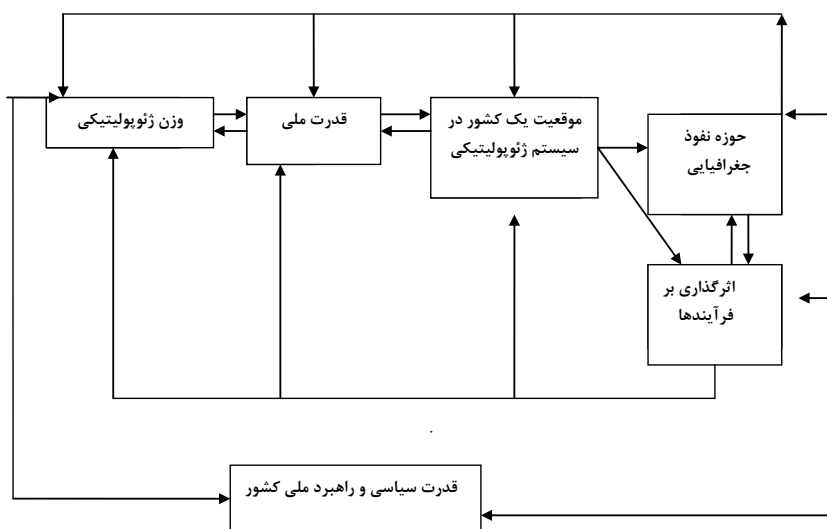 وزن ژئوپولیتیکی
قدرت ملی
موقعیت یک کشور در
سیستم ژئوپولیتیکی
حوزه نفوذ
جغرافیایی
اثرگذاری بر
فرآیندها
قدرت سیاسی و راهبرد ملی کشور